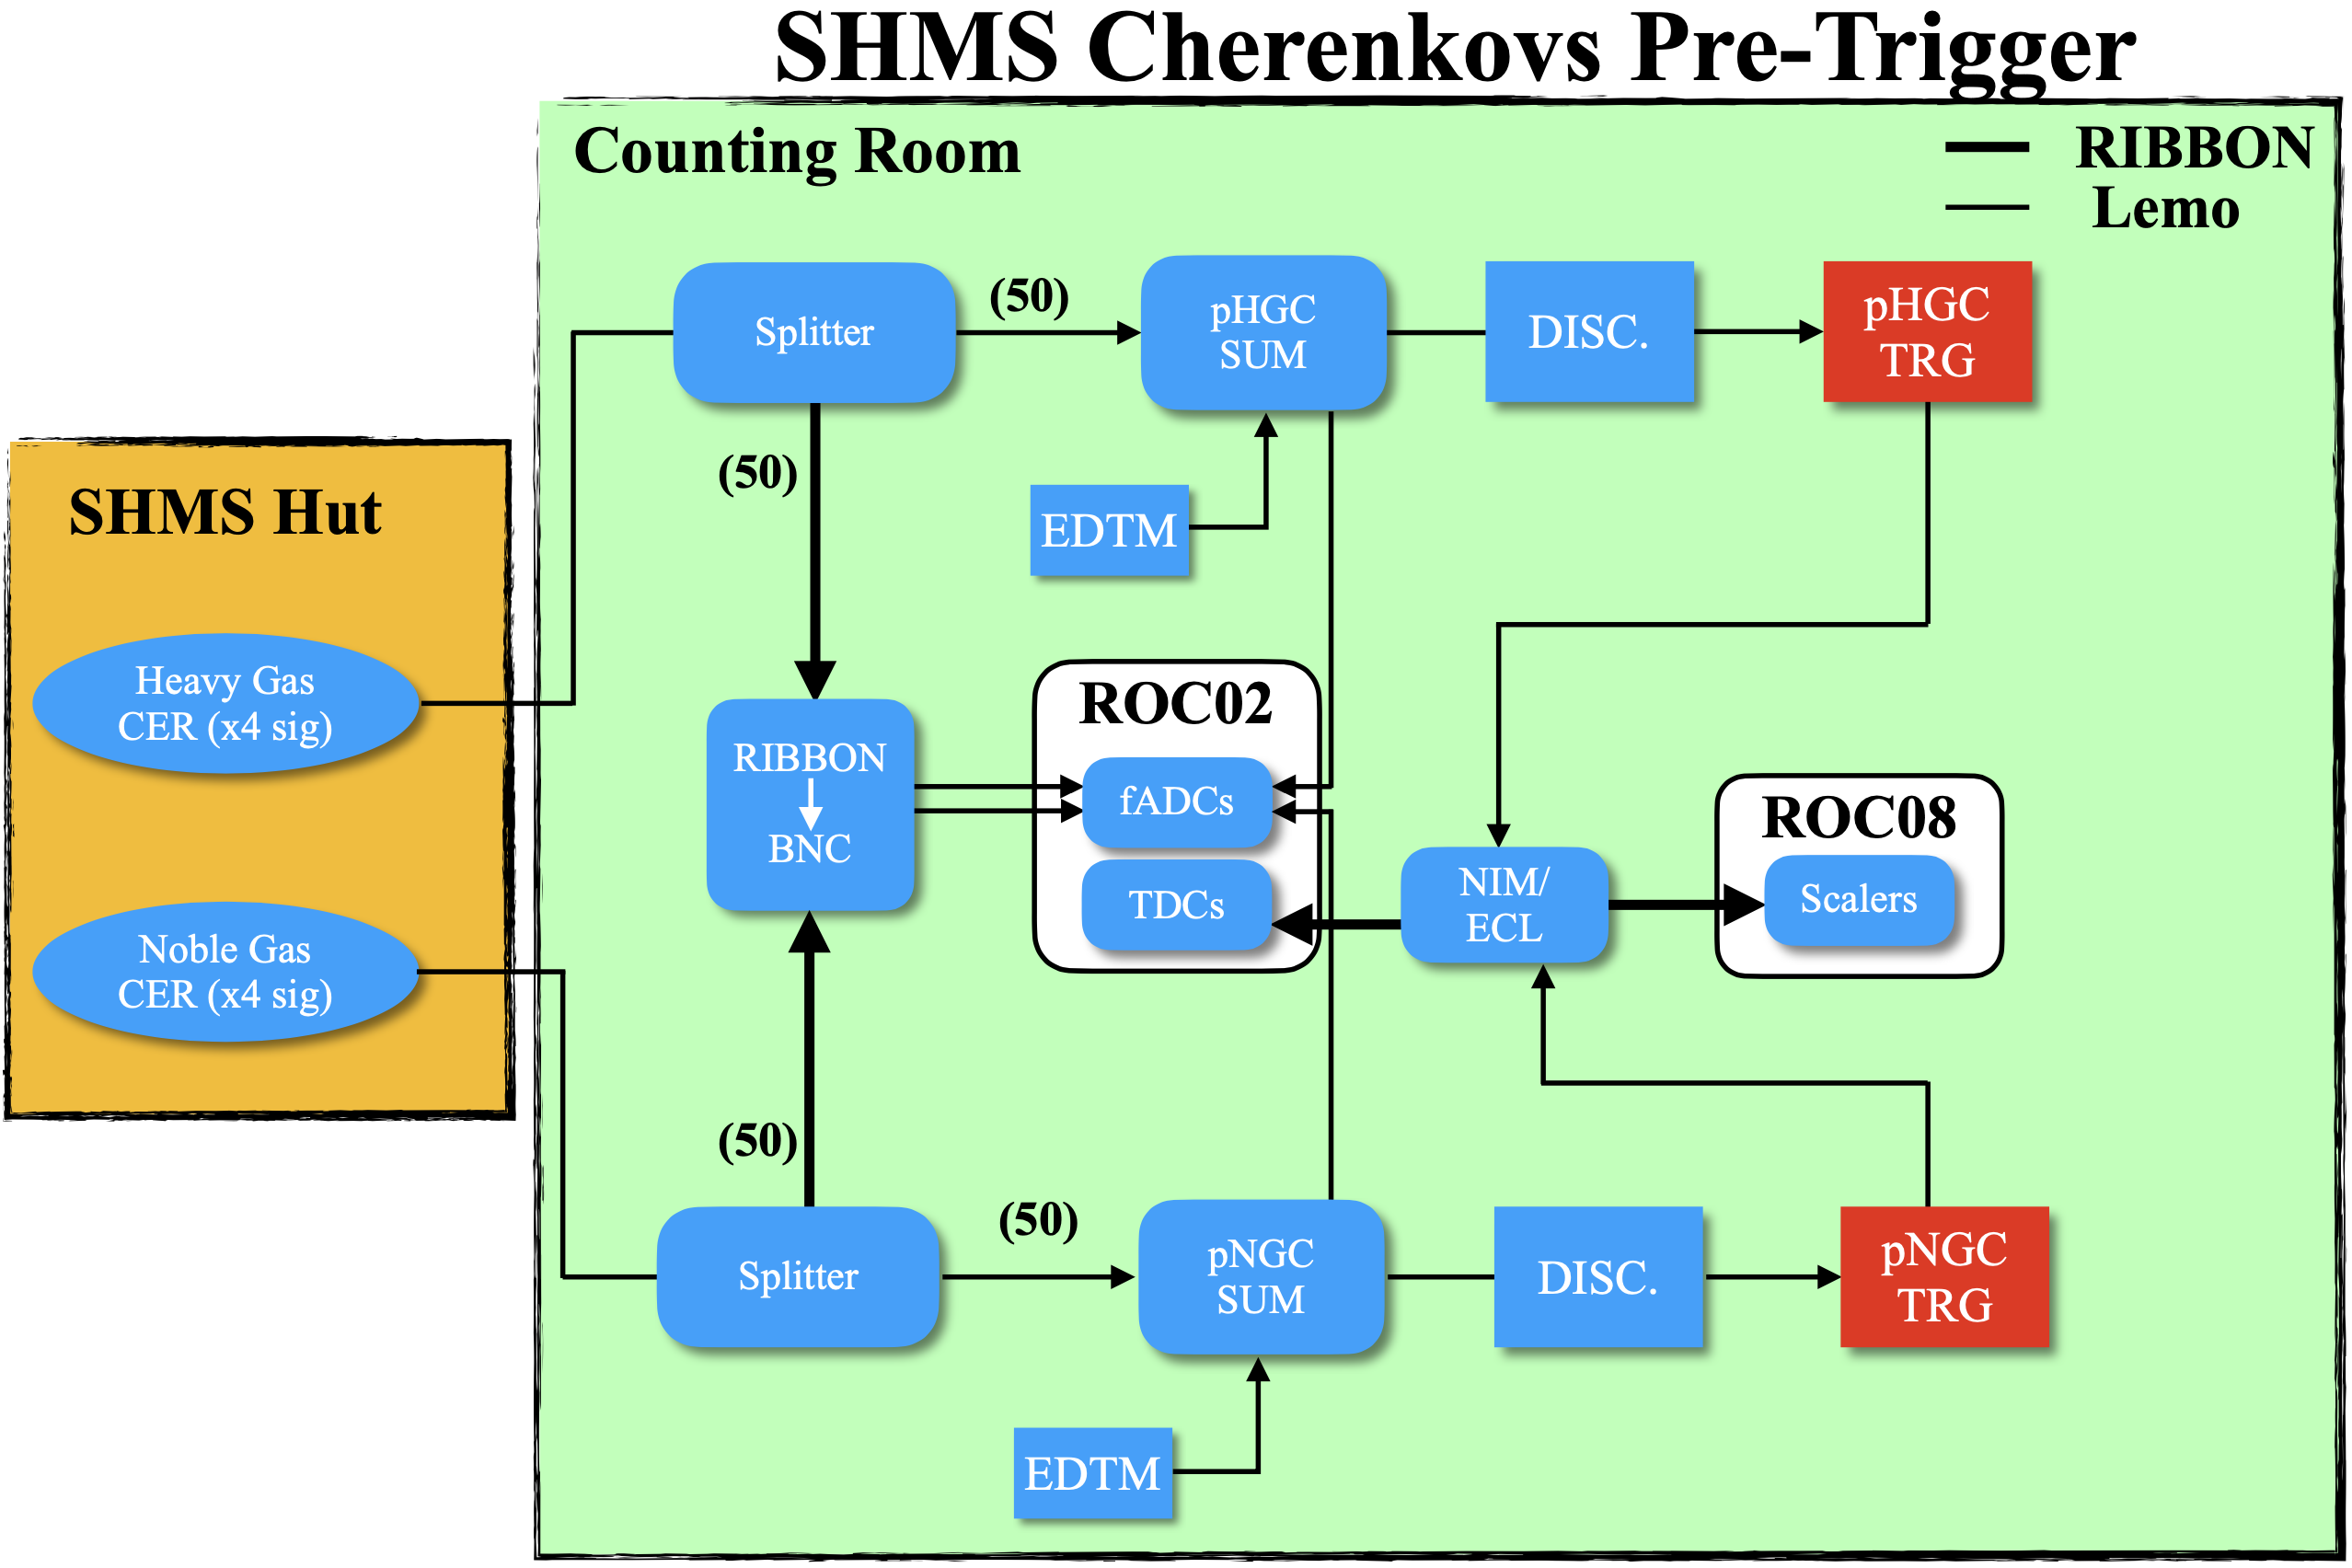 SHMS Cherenkovs Pre-Trigger
Counting Room
RIBBON
Lemo
Splitter
(50)
pHGC
SUM
DISC.
pHGC
TRG
(50)
EDTM
SHMS Hut
Heavy Gas
CER (x4 sig)
Noble Gas
CER (x4 sig)
RIBBON
BNC
ROC02
fADCs
TDCs
NIM/
ECL
ROC08
Scalers
(50)
Splitter
(50)
pNGC
SUM
DISC.
pNGC
TRG
EDTM